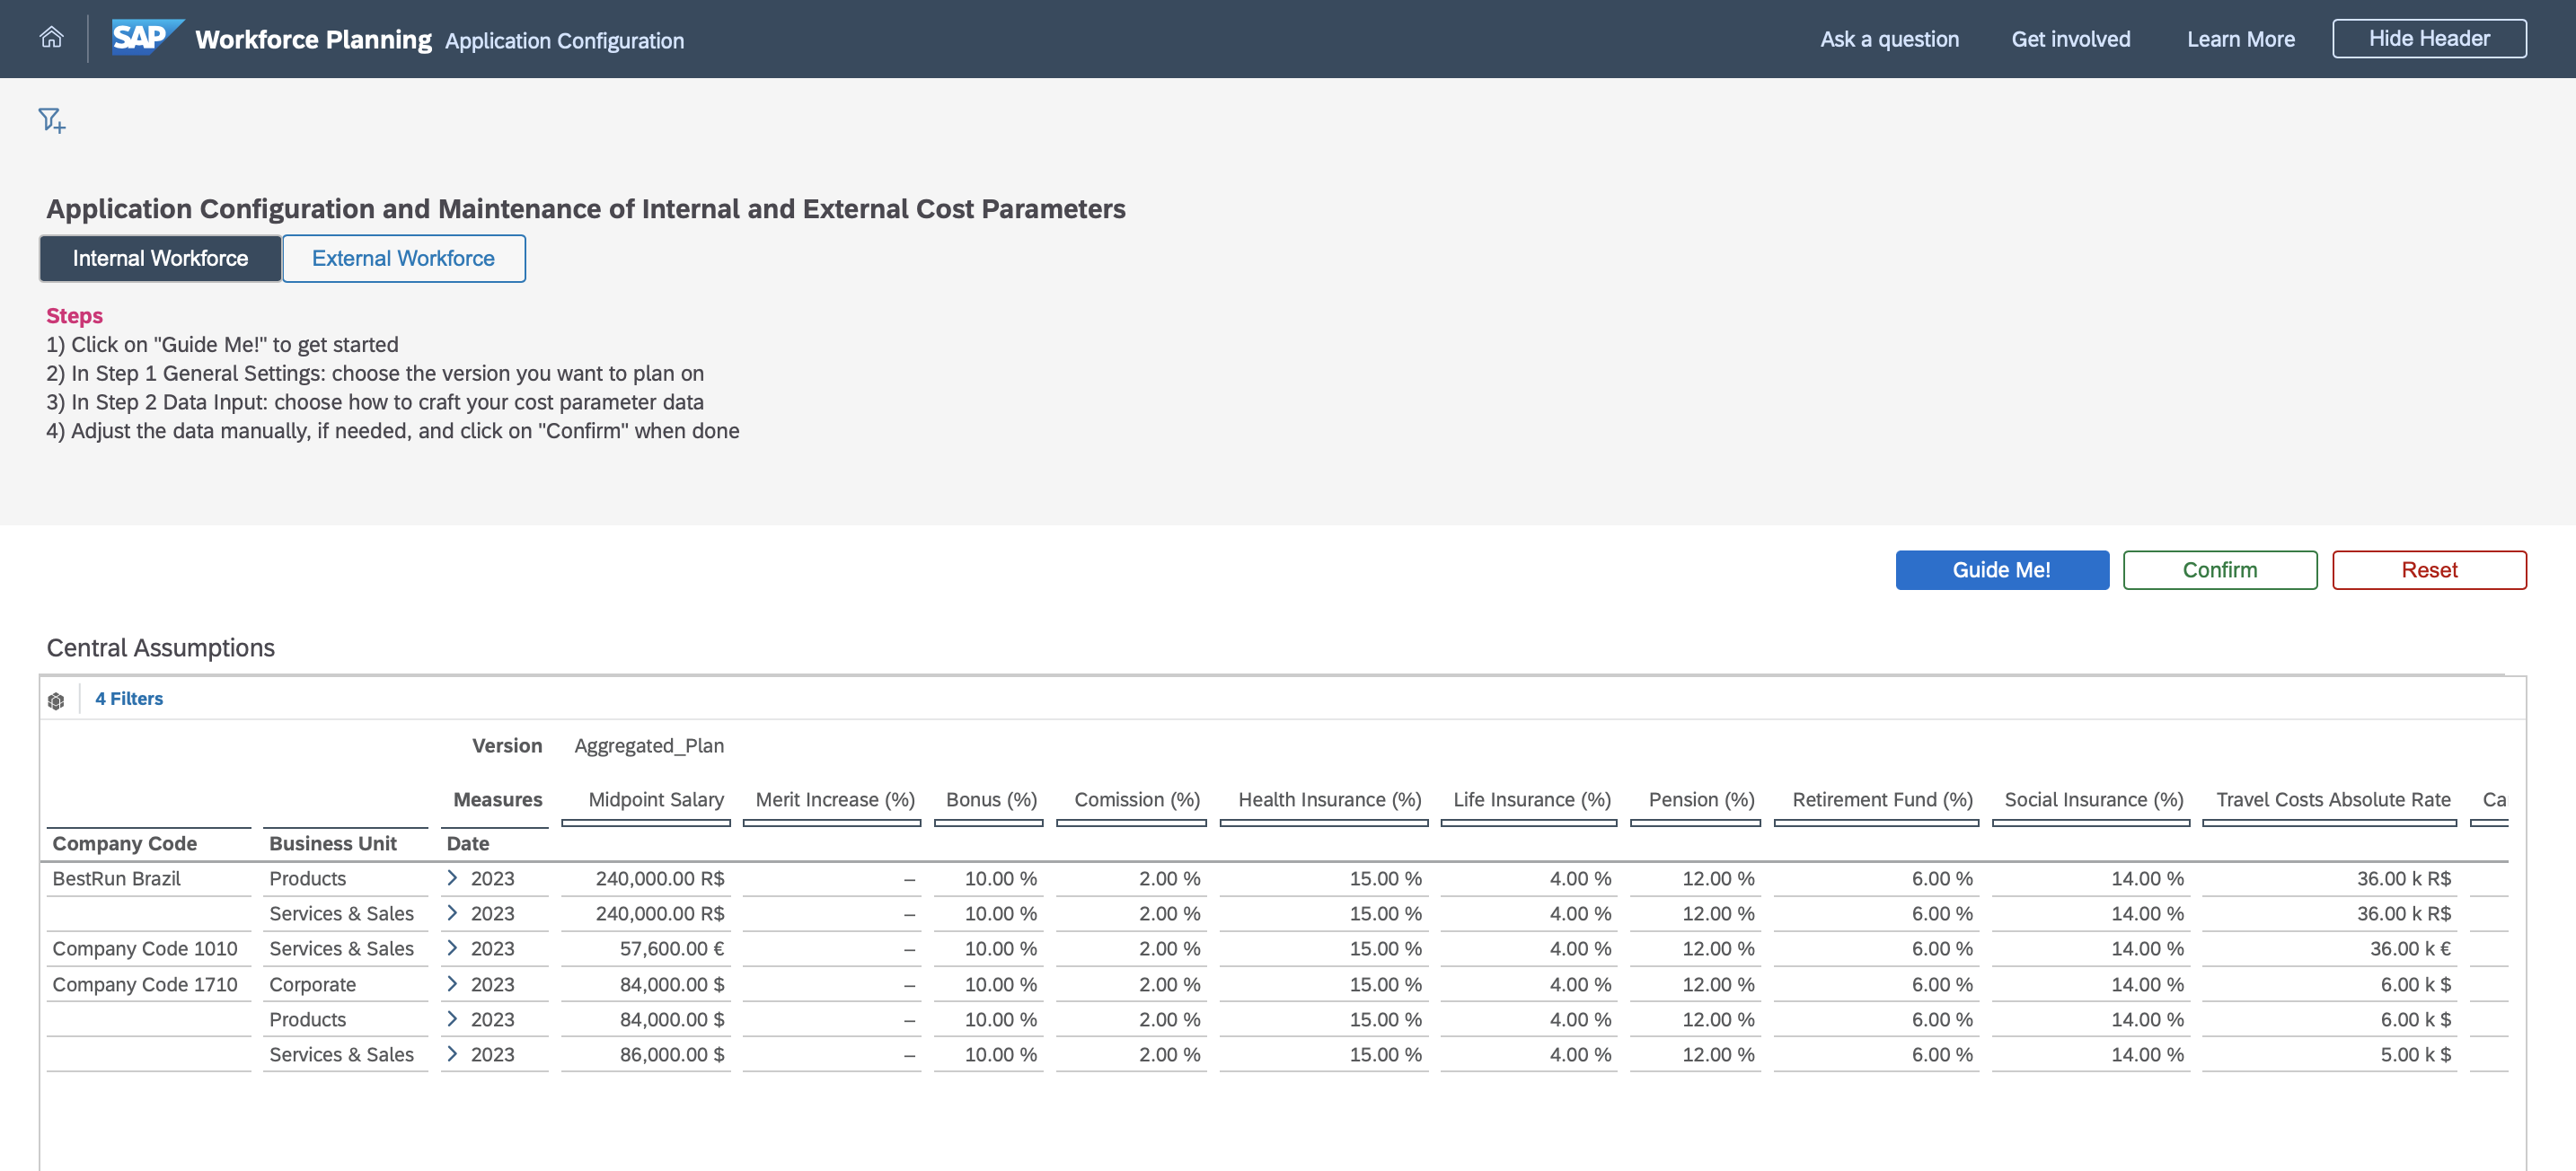 SAP Workforce Planning Application Configuration Ask a question Get involved Learn More Hide Header
Application Configuration and Maintenance of Internal and External Cost Parameters
Internal Workforce External Workforce
Steps
1) Click on "Guide Me!" to get started
2) In Step 1 General Settings: choose the version you want to plan on
3) In Step 2 Data Input: choose how to craft your cost parameter data
4) Adjust the data manually, if needed, and click on "Confirm" when done
Guide Me! Confirm Reset
Central Assumptions
4 Filters
Version Aggregated_Plan
Measures Midpoint Salary Merit Increase (%) Bonus (%) Comission (%) Health Insurance (%) Life Insurance (%) Pension (%) Retirement Fund (%) Social Insurance (%) Travel Costs Absolute Rate
Company Code Business Unit Date
BestRun Brazil Products 2023 240,000.00 R$ – 10.00 % 2.00 % 15.00 % 4.00 % 12.00 % 6.00 % 14.00 % 36.00 k R$
Services & Sales 2023 240,000.00 R$ – 10.00 % 2.00 % 15.00 % 4.00 % 12.00 % 6.00 % 14.00 % 36.00 k R$
Company Code 1010 Services & Sales 2023 57,600.00 € – 10.00 % 2.00 % 15.00 % 4.00 % 12.00 % 6.00 % 14.00 % 36.00 k €
Company Code 1710 Corporate 2023 84,000.00 $ – 10.00 % 2.00 % 15.00 % 4.00 % 12.00 % 6.00 % 14.00 % 6.00 k $
Products 2023 84,000.00 $ – 10.00 % 2.00 % 15.00 % 4.00 % 12.00 % 6.00 % 14.00 % 6.00 k $
Services & Sales 2023 86,000.00 $ – 10.00 % 2.00 % 15.00 % 4.00 % 12.00 % 6.00 % 14.00 % 5.00 k $